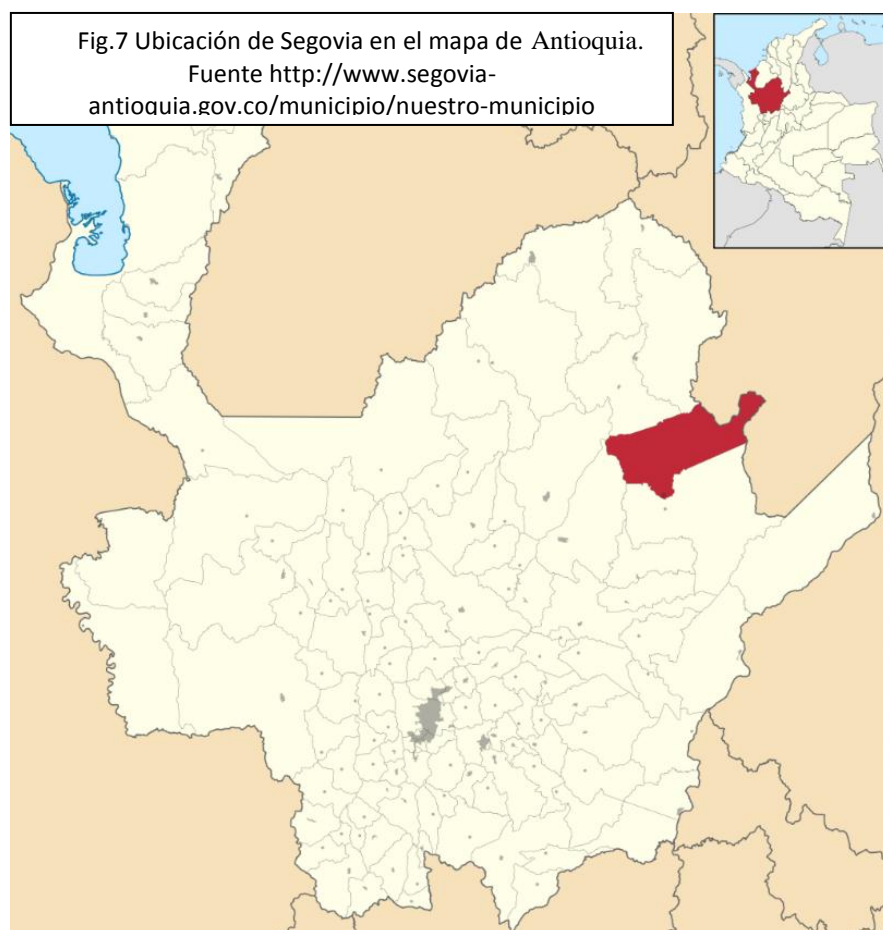 Fig.7 Ubicación de Segovia en el mapa de Antioquia.
Fuente http://www.segovia-
antioquia.gov.co/municipio/nuestro-municipio